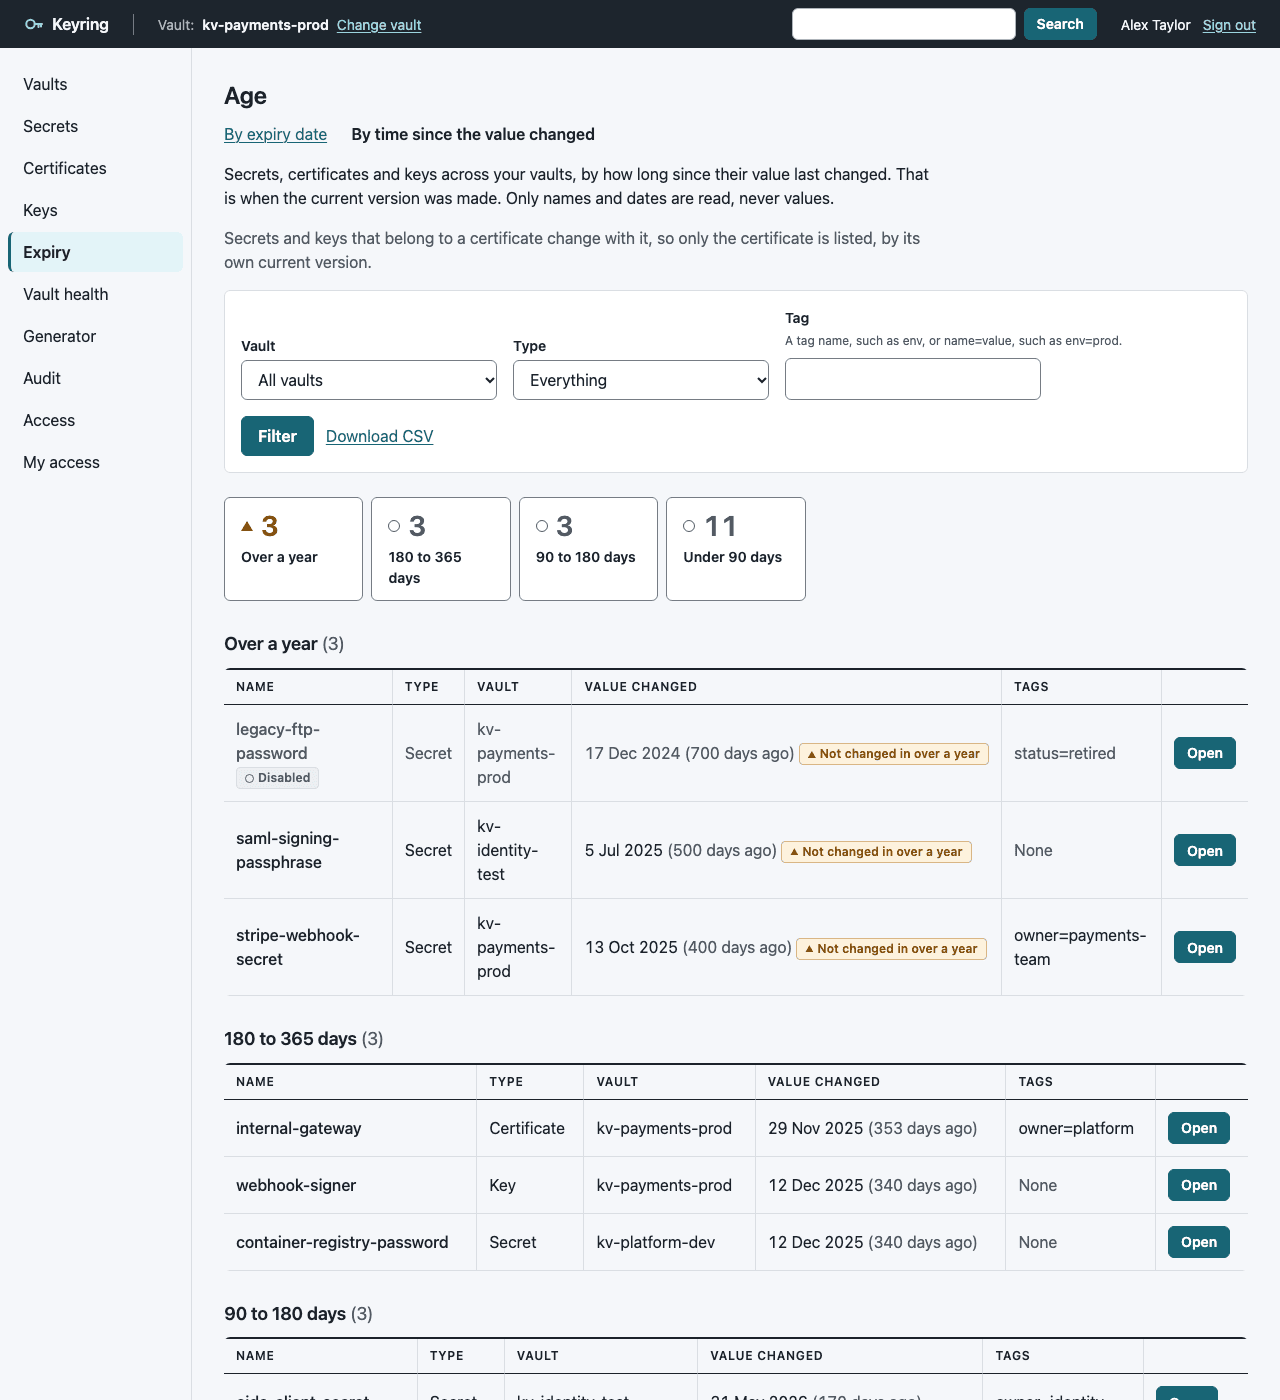 Keyring
Vault: kv-payments-prod Change vault
Search
Alex Taylor Sign out
Vaults
Secrets
Certificates
Keys
Expiry
Vault health
Generator
Audit
Access
My access
Age
By expiry date By time since the value changed
Secrets, certificates and keys across your vaults, by how long since their value last changed. That
is when the current version was made. Only names and dates are read, never values.
Secrets and keys that belong to a certificate change with it, so only the certificate is listed, by its
own current version.
Vault
All vaults
Type
Everything
Tag
A tag name, such as env, or name=value, such as env=prod.
Filter Download CSV
3
Over a year
3
180 to 365
days
3
90 to 180 days
11
Under 90 days
Over a year (3)
NAME TYPE VAULT VALUE CHANGED TAGS
legacy-ftp-
password
Disabled
Secret
kv-
payments-
prod
17 Dec 2024 (700 days ago) Not changed in over a year
status=retired
Open
saml-signing-
passphrase
Secret
kv-
identity-
test
5 Jul 2025 (500 days ago) Not changed in over a year
None
Open
stripe-webhook-
secret
Secret
kv-
payments-
prod
13 Oct 2025 (400 days ago) Not changed in over a year
owner=payments-
team
Open
180 to 365 days (3)
NAME TYPE VAULT VALUE CHANGED TAGS
internal-gateway Certificate kv-payments-prod 29 Nov 2025 (353 days ago) owner=platform Open
webhook-signer Key kv-payments-prod 12 Dec 2025 (340 days ago) None Open
container-registry-password Secret kv-platform-dev 12 Dec 2025 (340 days ago) None Open
90 to 180 days (3)
NAME TYPE VAULT VALUE CHANGED TAGS